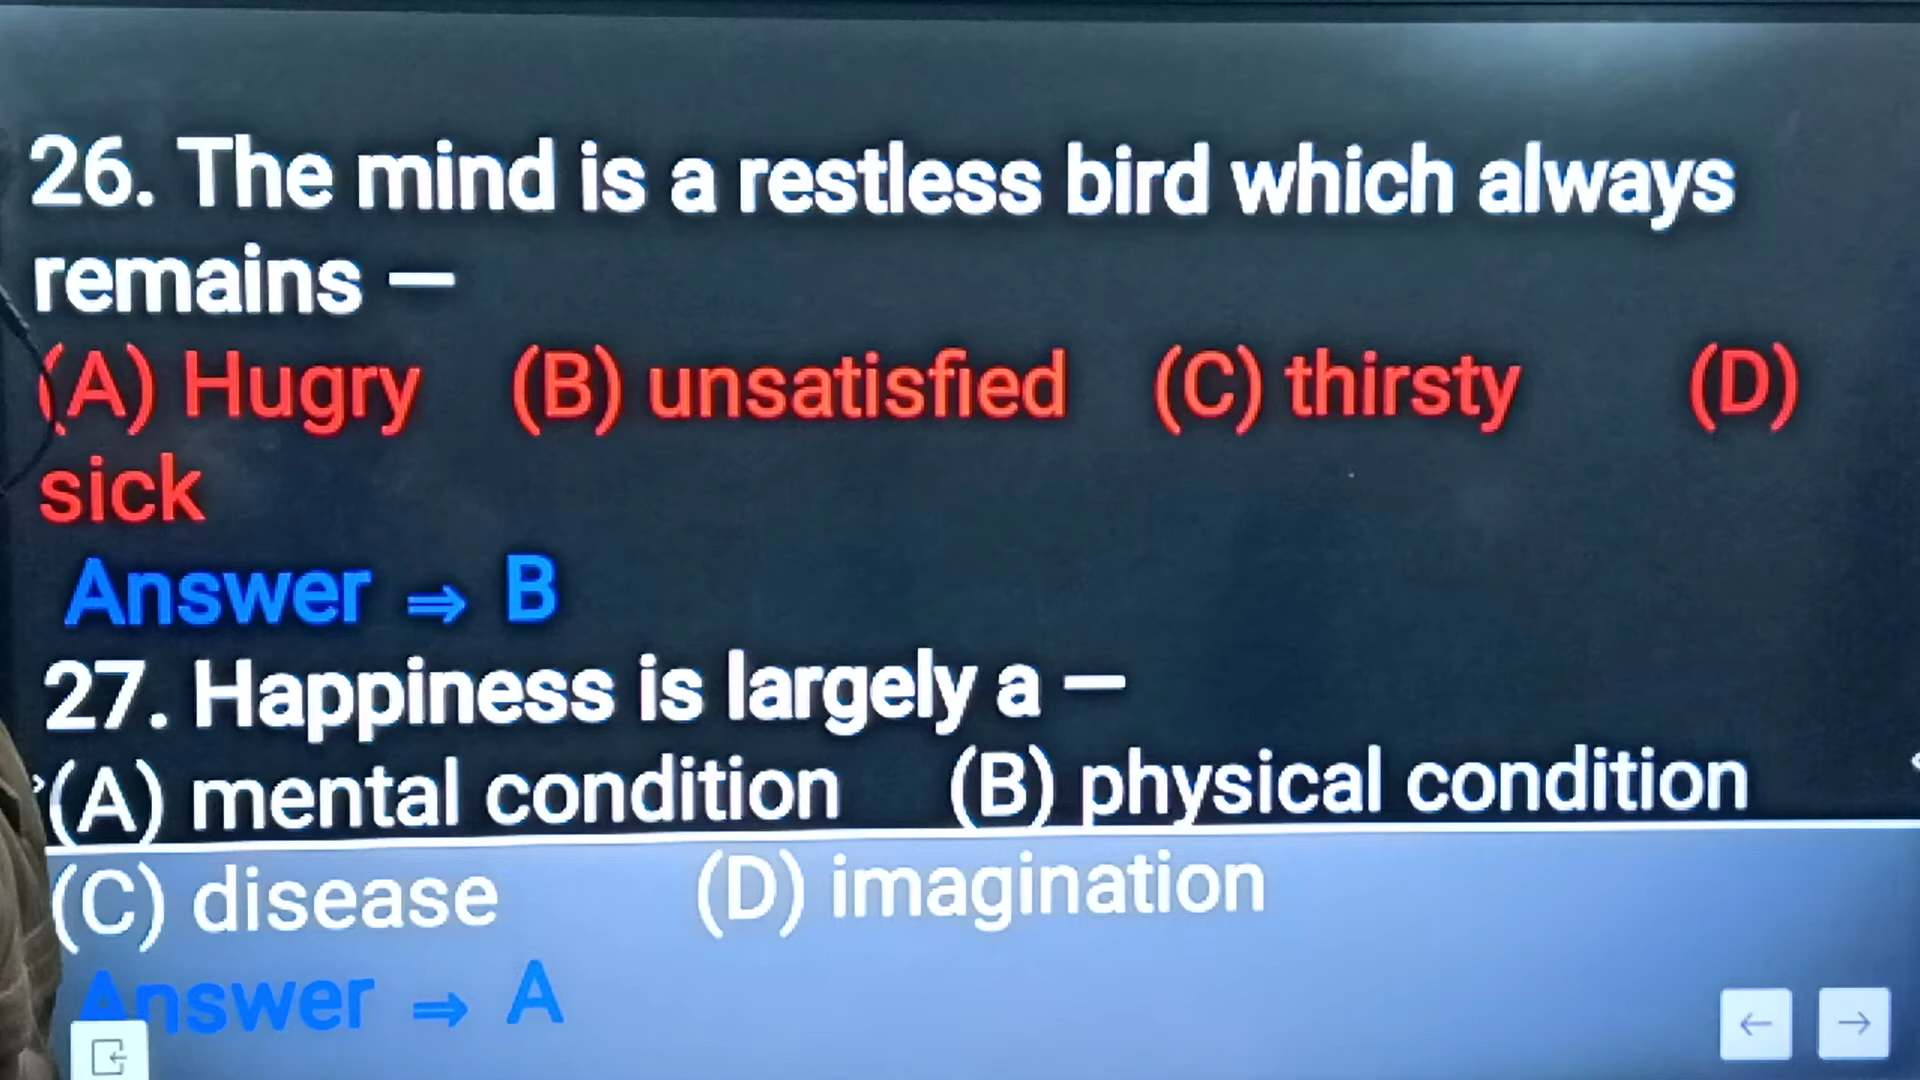 26. The mind is a restless bird which always
remains —
(A) Hugry (B) unsatisfied (C) thirsty (D)
sick
Answer ⇒ B
27. Happiness is largely a —
(A) mental condition (B) physical condition
(C) disease (D) imagination
Answer ⇒ A